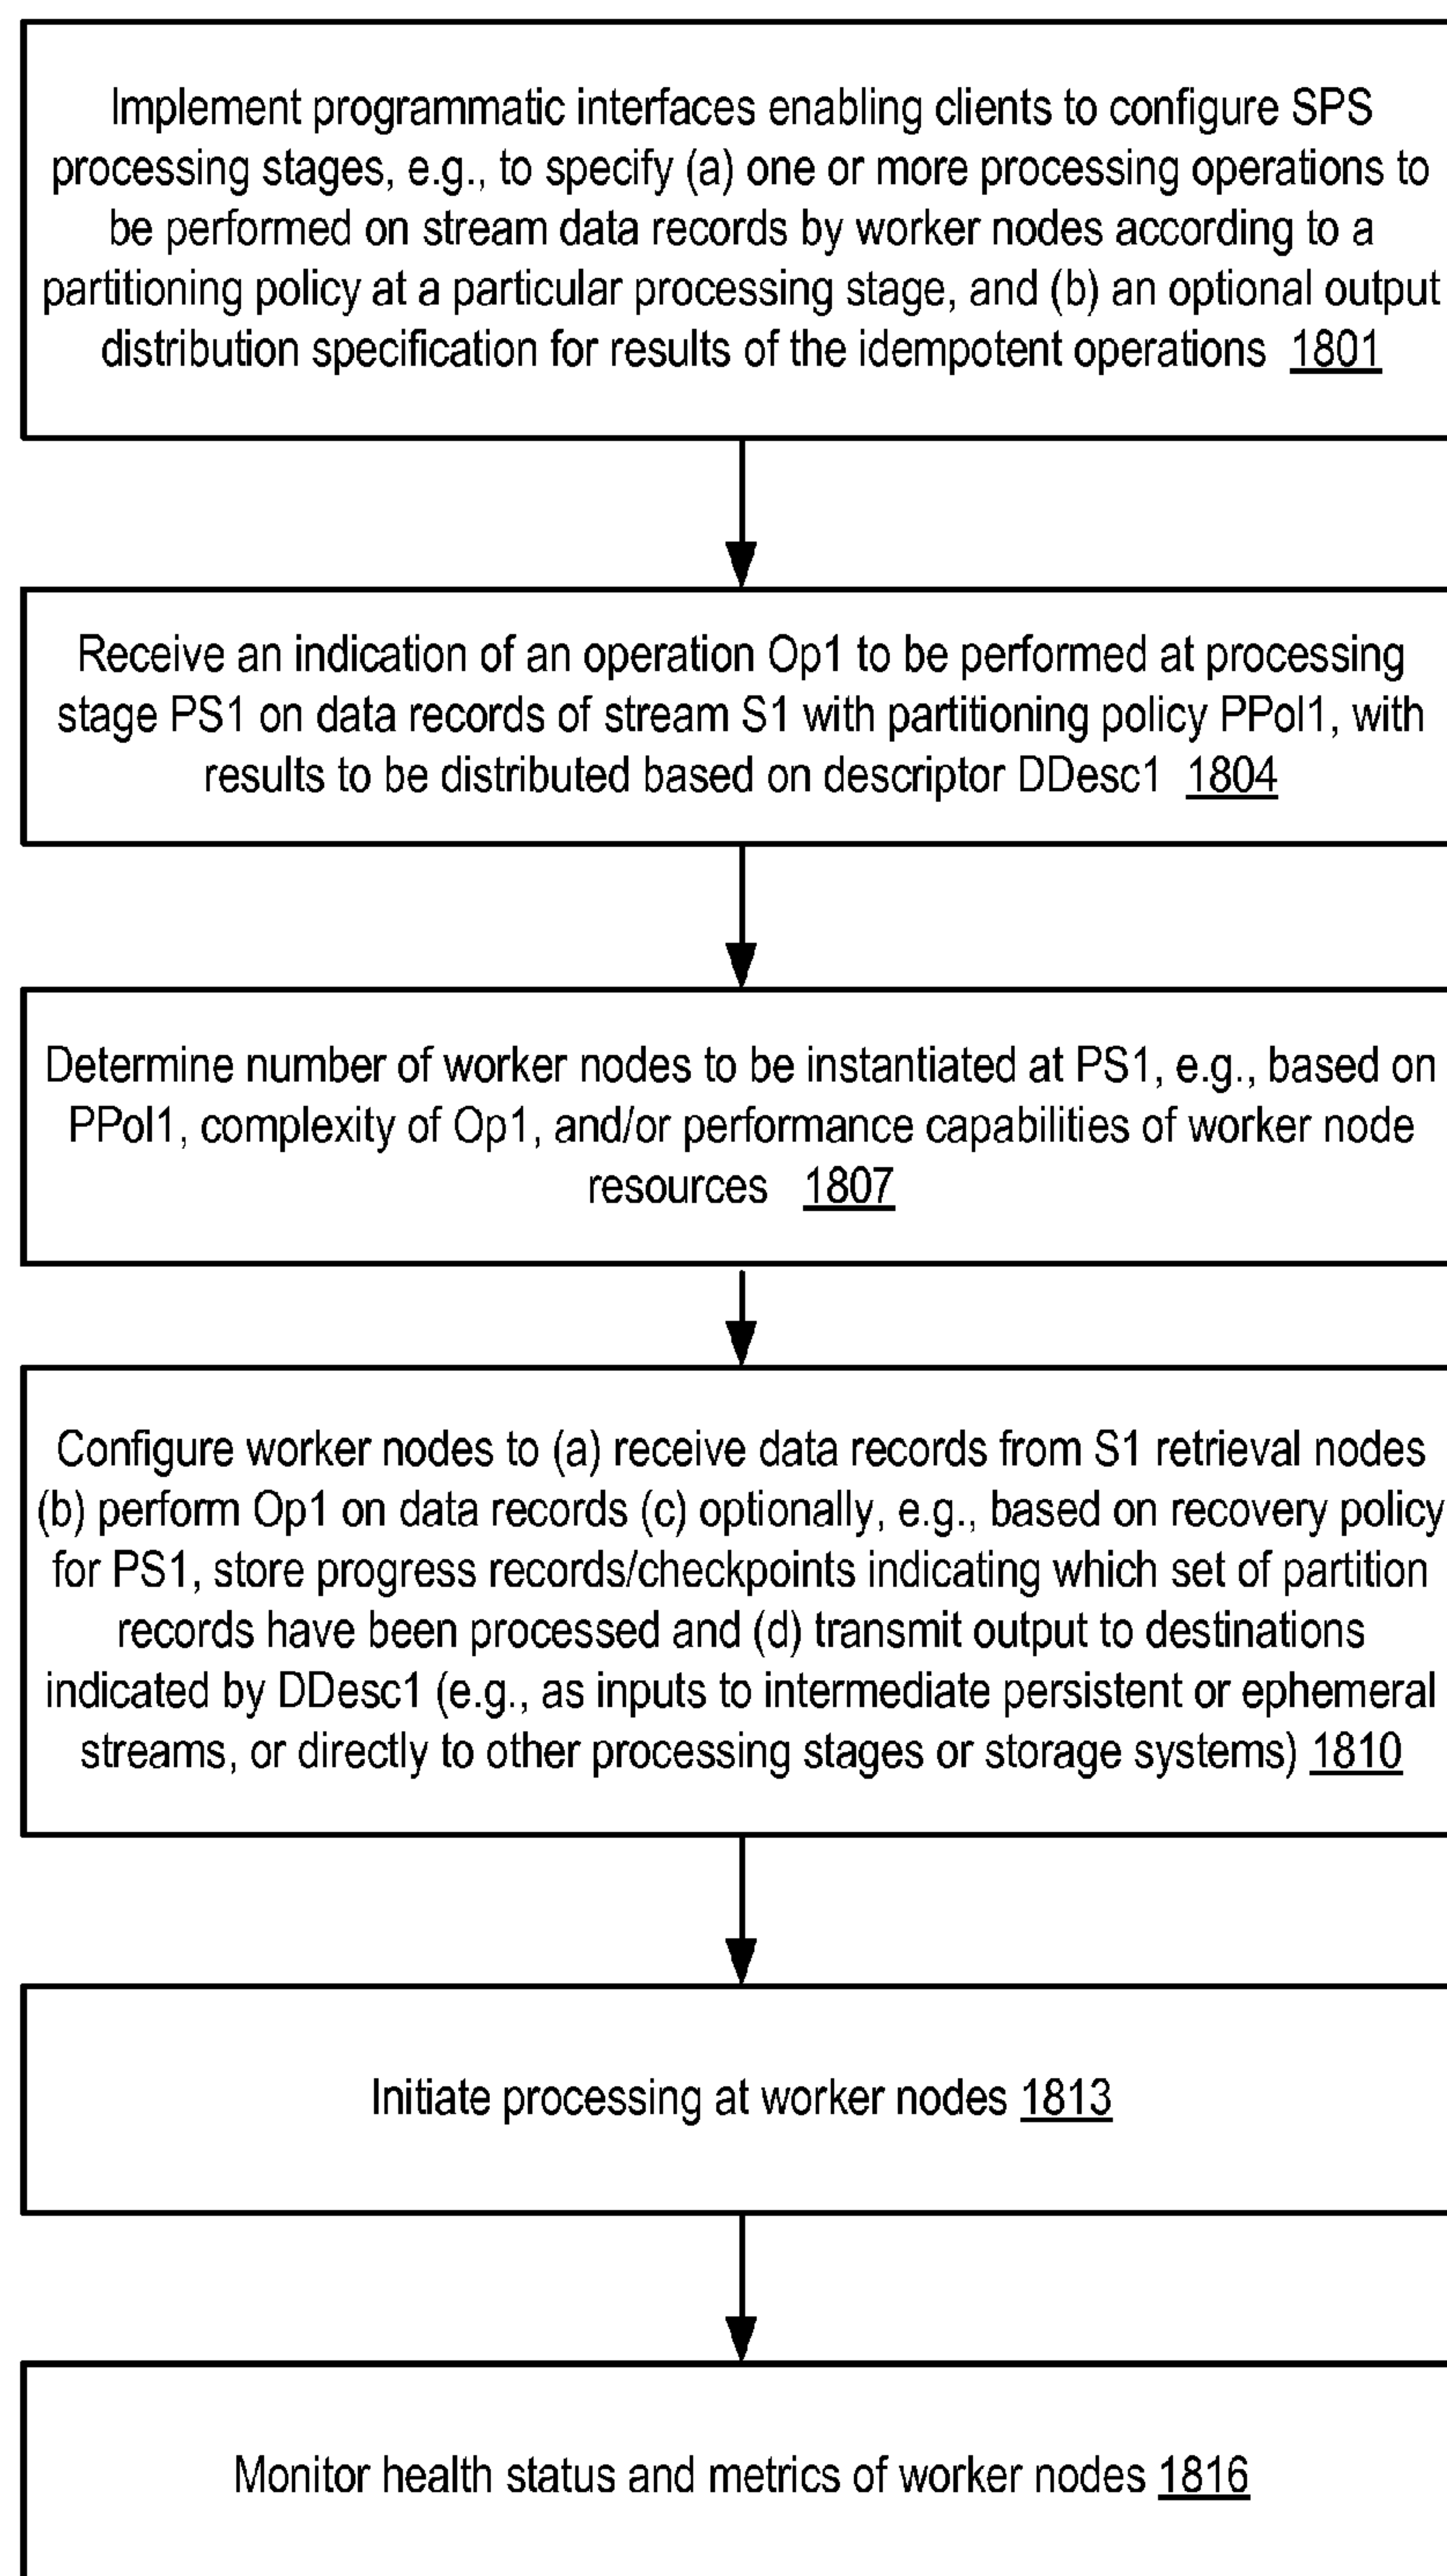 Implement programmatic interfaces enabling clients to configure SPS
processing stages, e.g., to specify (a) one or more processing operations to
be performed on stream data records by worker nodes according to a
partitioning policy at a particular processing stage, and (b) an optional output
distribution specification for results of the idempotent operations 1801
Receive an indication of an operation Op1 to be performed at processing
stage PS1 on data records of stream S1 with partitioning policy PPol1, with
results to be distributed based on descriptor DDesc1 1804
Determine number of worker nodes to be instantiated at PS1, e.g., based on
PPol1, complexity of Op1, and/or performance capabilities of worker node
resources 1807
Configure worker nodes to (a) receive data records from S1 retrieval nodes
(b) perform Op1 on data records (c) optionally, e.g., based on recovery policy
for PS1, store progress records/checkpoints indicating which set of partition
records have been processed and (d) transmit output to destinations
indicated by DDesc1 (e.g., as inputs to intermediate persistent or ephemeral
streams, or directly to other processing stages or storage systems) 1810
Initiate processing at worker nodes 1813
Monitor health status and metrics of worker nodes 1816